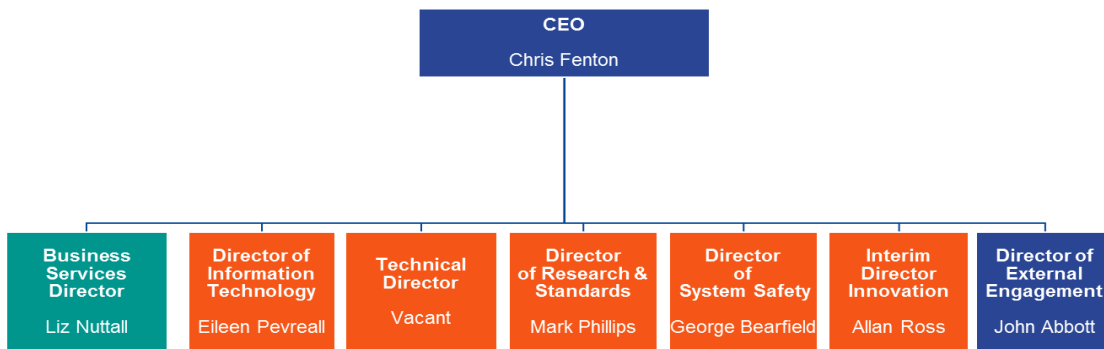 CEO
Chris Fenton
Business
Services
Director
Liz Nuttall
Director of
Information
Technology
Eileen Pevreall
Technical
Director
Vacant
Director
of Research &
Standards
Mark Phillips
Director
of
System Safety
George Bearfield
Interim
Director
Innovation
Allan Ross
Director of
External
Engagement
John Abbott